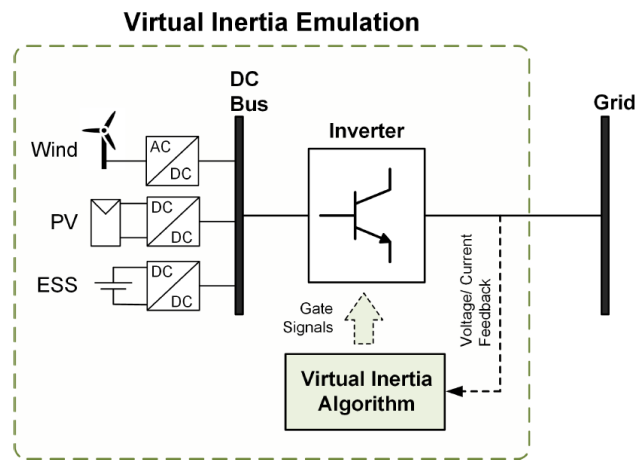 Virtual Inertia Emulation
DC
Bus
Grid
Wind
AC
DC
Inverter
PV
DC
DC
ESS
DC
DC
Gate
Signals
Voltage/ Current
Feedback
Virtual Inertia
Algorithm